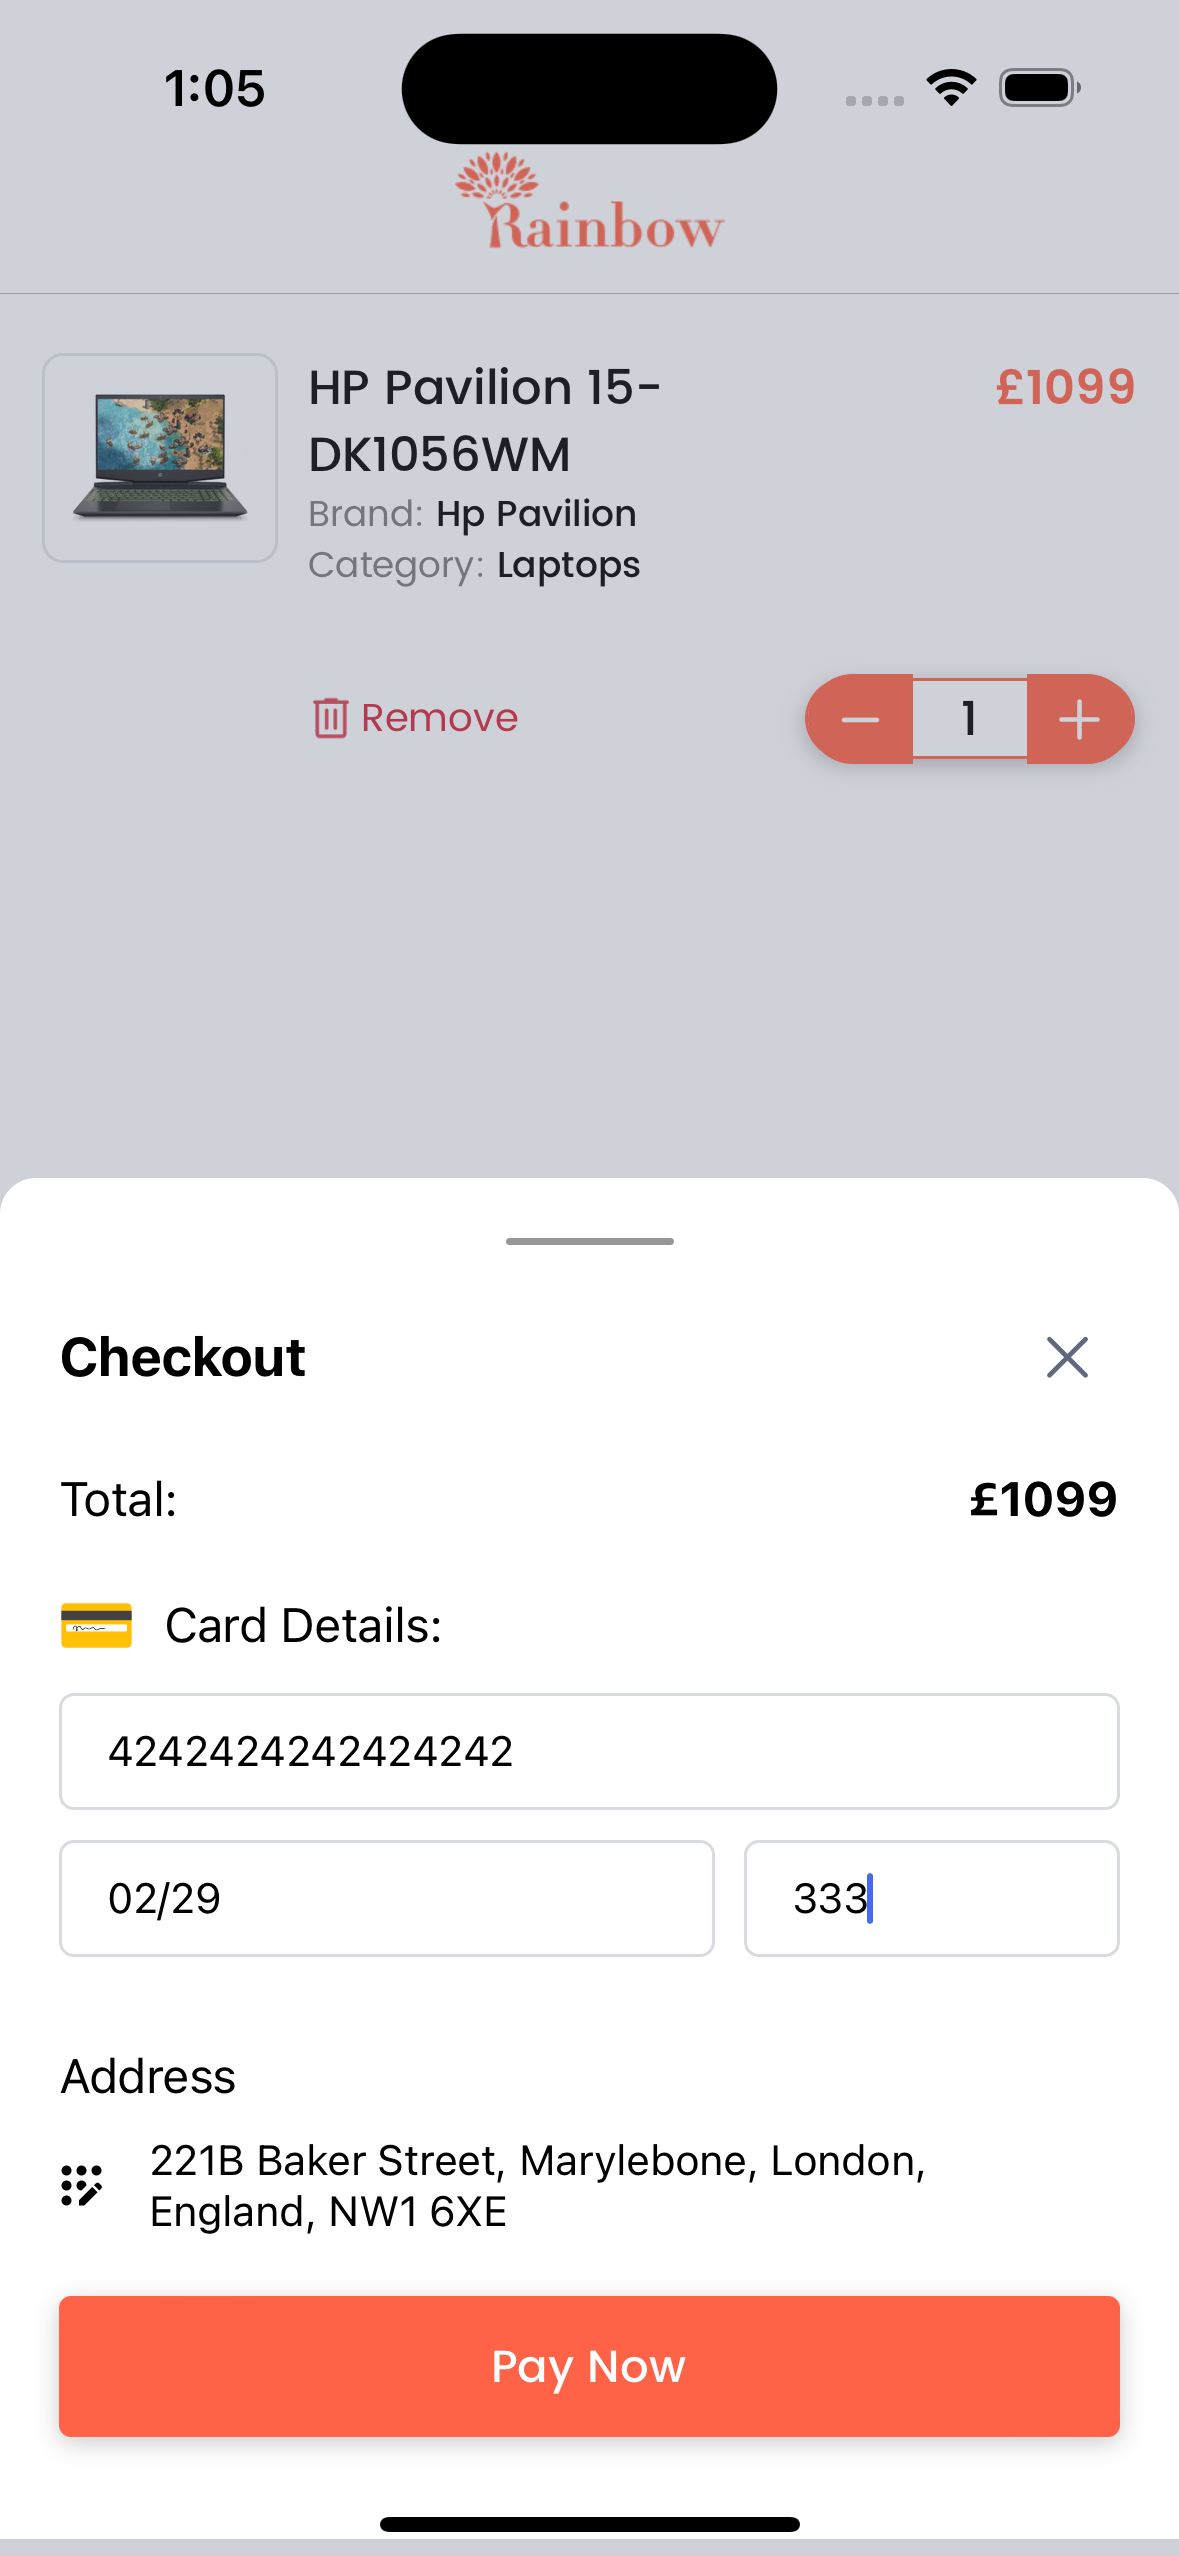 1:05
Rainbow
HP Pavilion 15-
£1099
DK1056WM
Brand: Hp Pavilion
Category: Laptops
Remove
1
Checkout
Total:
£1099
Card Details:
4242424242424242
02/29
333
Address
221B Baker Street, Marylebone, London,
England, NW1 6XE
Pay Now